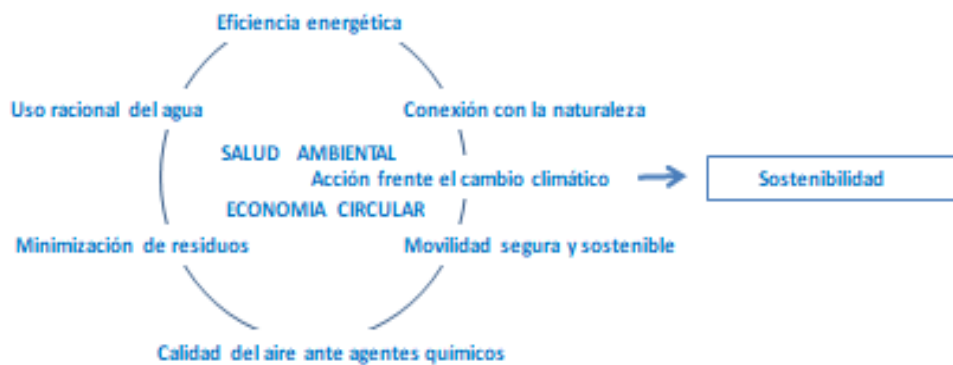 Eficiencia energética
Uso racional del agua
Conexión con la naturaleza
SALUD AMBIENTAL
Acción frente el cambio climático
Sostenibilidad
ECONOMIA CIRCULAR
Minimización de residuos
Movilidad segura y sostenible
Calidad del aire ante agentes químicos